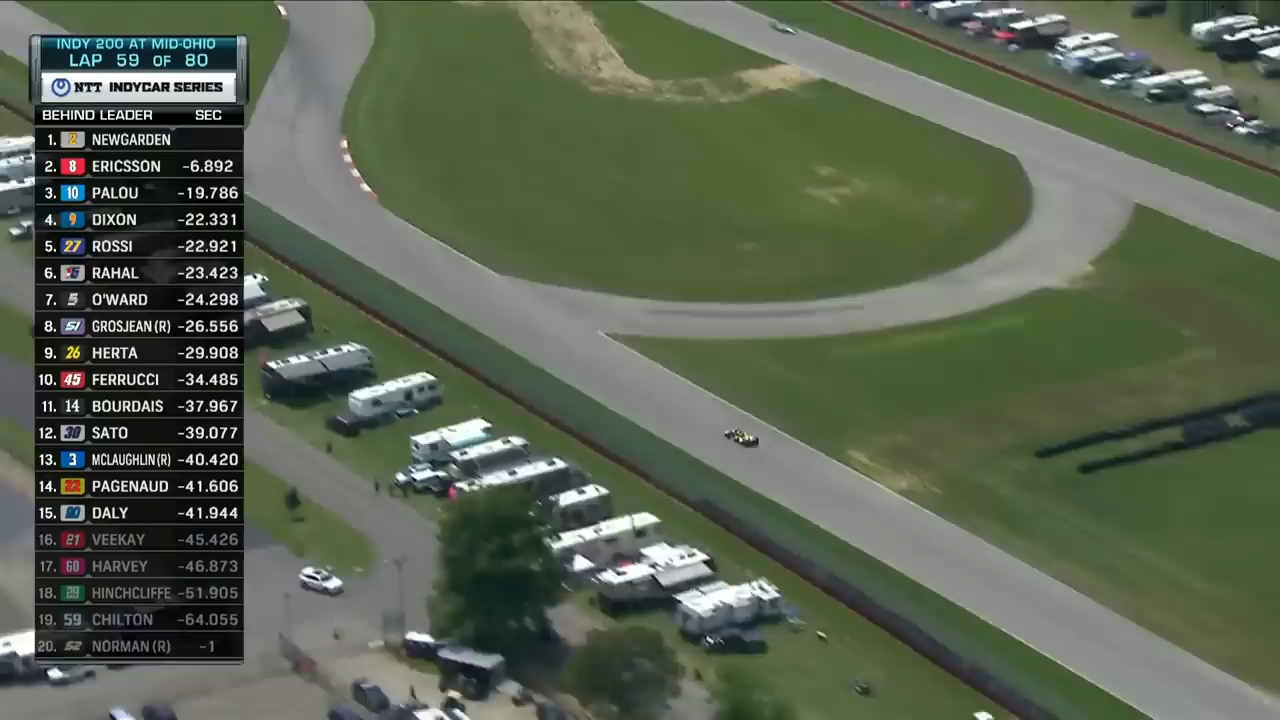 INDY 200 AT MID-OHIO
LAP 59 OF 80
NTT INDYCAR SERIES
BEHIND LEADER SEC
1. 2 NEWGARDEN
2. 8 ERICSSON -6.892
3. 10 PALOU -19.786
4. 9 DIXON -22.331
5. 27 ROSSI -22.921
6. 15 RAHAL -23.423
7. 5 O'WARD -24.298
8. 51 GROSJEAN (R) -26.556
9. 26 HERTA -29.908
10. 45 FERRUCCI -34.485
11. 14 BOURDAIS -37.967
12. 30 SATO -39.077
13. 3 MCLAUGHLIN (R) -40.420
14. 22 PAGENAUD -41.606
15. 20 DALY -41.944
16. 21 VEEKAY -45.426
17. 60 HARVEY -46.873
18. 29 HINCHCLIFFE -51.905
19. 59 CHILTON -64.055
20. 52 NORMAN (R) -1